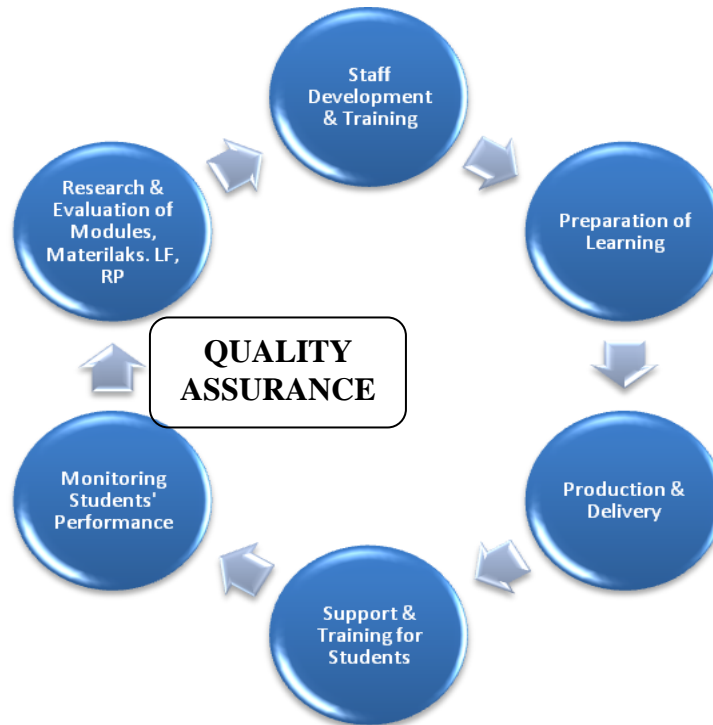 Staff
Development
& Training
Preparation of
Learning
Production &
Delivery
Support &
Training for
Students
Monitoring
Students'
Performance
Research &
Evaluation of
Modules,
Materilaks. LF,
RP
QUALITY
ASSURANCE